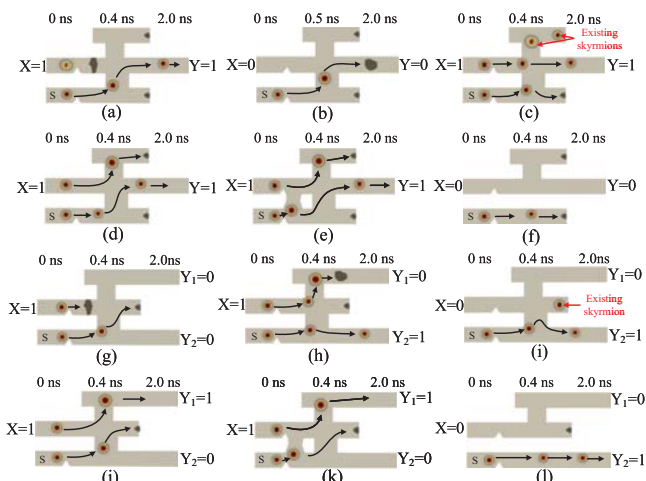 0 ns 0.4 ns 2.0 ns
X=1 Y=1
S
(a)
0 ns 0.5 ns 2.0 ns
X=0 Y=0
S
(b)
0 ns 0.4 ns 2.0 ns
Existing
skyrmions
X=1 Y=1
S
(c)
0 ns 0.4 ns 2.0 ns
X=1 Y=1
S
(d)
0 ns 0.4 ns 2.0 ns
X=1 Y=1
S
(e)
0 ns 0.4 ns 2.0 ns
X=0 Y=0
S
(f)
0 ns 0.4 ns 2.0ns
Y₁=0
X=1
S Y₂=0
(g)
0 ns 0.4 ns 2.0 ns
Y₁=0
X=1
S Y₂=1
(h)
0 ns 0.4 ns 2.0ns
Y₁=0
X=0 Existing
skyrmion
S Y₂=1
(i)
0 ns 0.4 ns 2.0 ns
Y₁=1
X=1
S Y₂=0
(j)
0 ns 0.4 ns 2.0 ns
Y₁=1
X=1
S Y₂=0
(k)
0 ns 0.4 ns 2.0 ns
Y₁=0
X=0
S Y₂=1
(l)